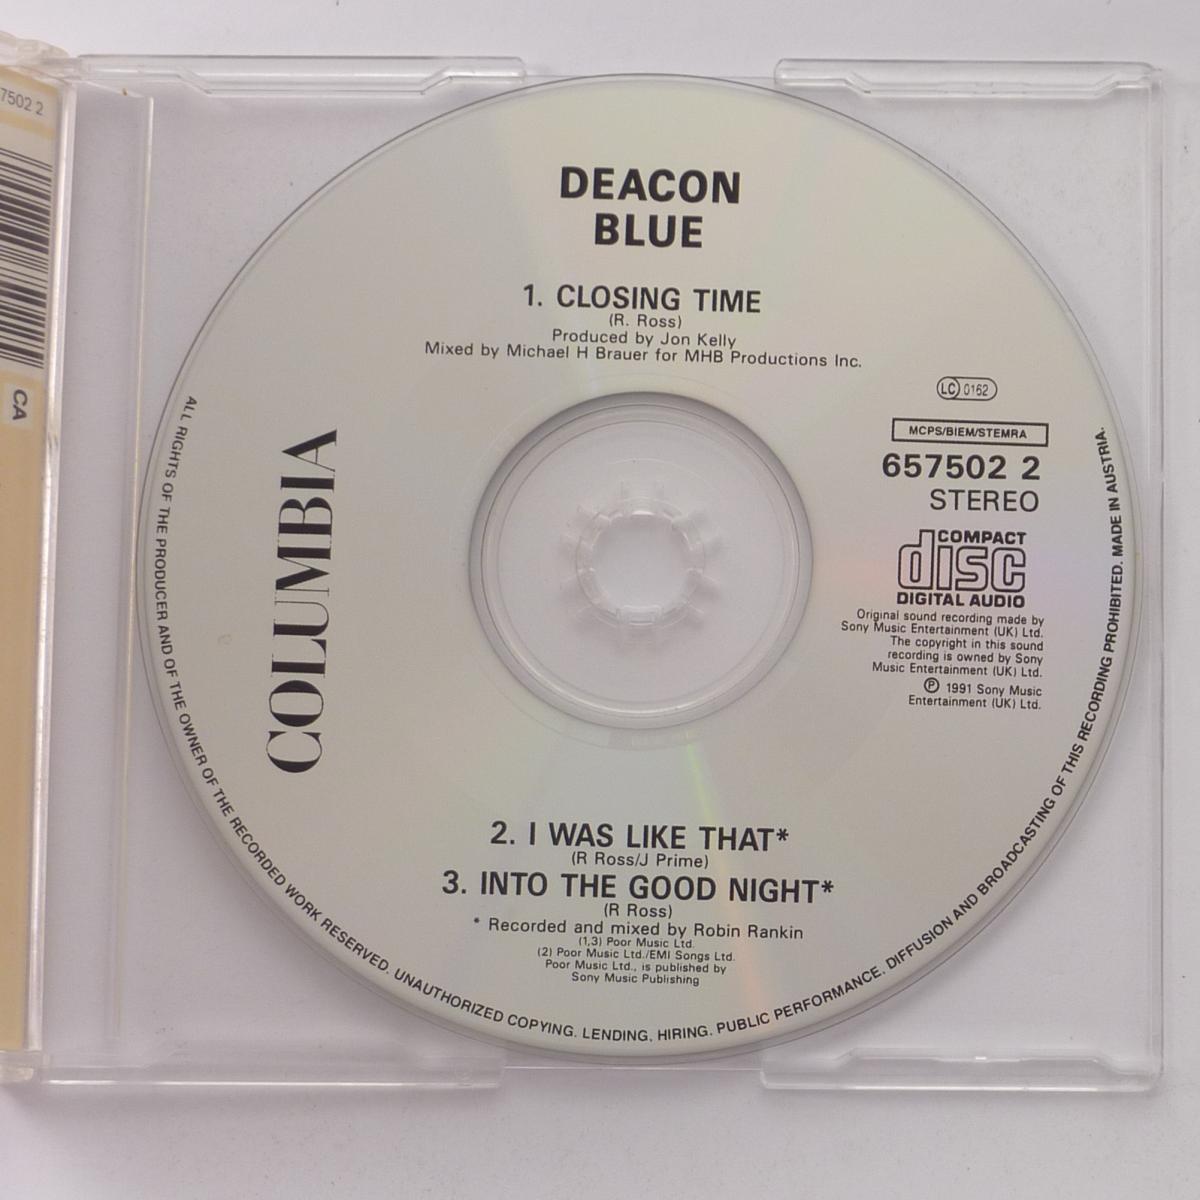 7502 2
CA
DEACON
BLUE
1. CLOSING TIME
(R. Ross)
Produced by Jon Kelly
Mixed by Michael H Brauer for MHB Productions Inc.
LC 0162
MCPS/BIEM/STEMRA
657502 2
STEREO
COMPACT
disc
DIGITAL AUDIO
Original sound recording made by
Sony Music Entertainment (UK) Ltd.
The copyright in this sound
recording is owned by Sony
Music Entertainment (UK) Ltd.
℗ 1991 Sony Music
Entertainment (UK) Ltd.
COLUMBIA
2. I WAS LIKE THAT*
(R Ross/J Prime)
3. INTO THE GOOD NIGHT*
(R Ross)
* Recorded and mixed by Robin Rankin
(1,3) Poor Music Ltd.
(2) Poor Music Ltd./EMI Songs Ltd.
Poor Music Ltd., is published by
Sony Music Publishing
ALL RIGHTS OF THE PRODUCER AND OF THE OWNER OF THE RECORDED WORK RESERVED. UNAUTHORIZED COPYING. LENDING. HIRING. PUBLIC PERFORMANCE. DIFFUSION AND BROADCASTING OF THIS RECORDING PROHIBITED. MADE IN AUSTRIA.